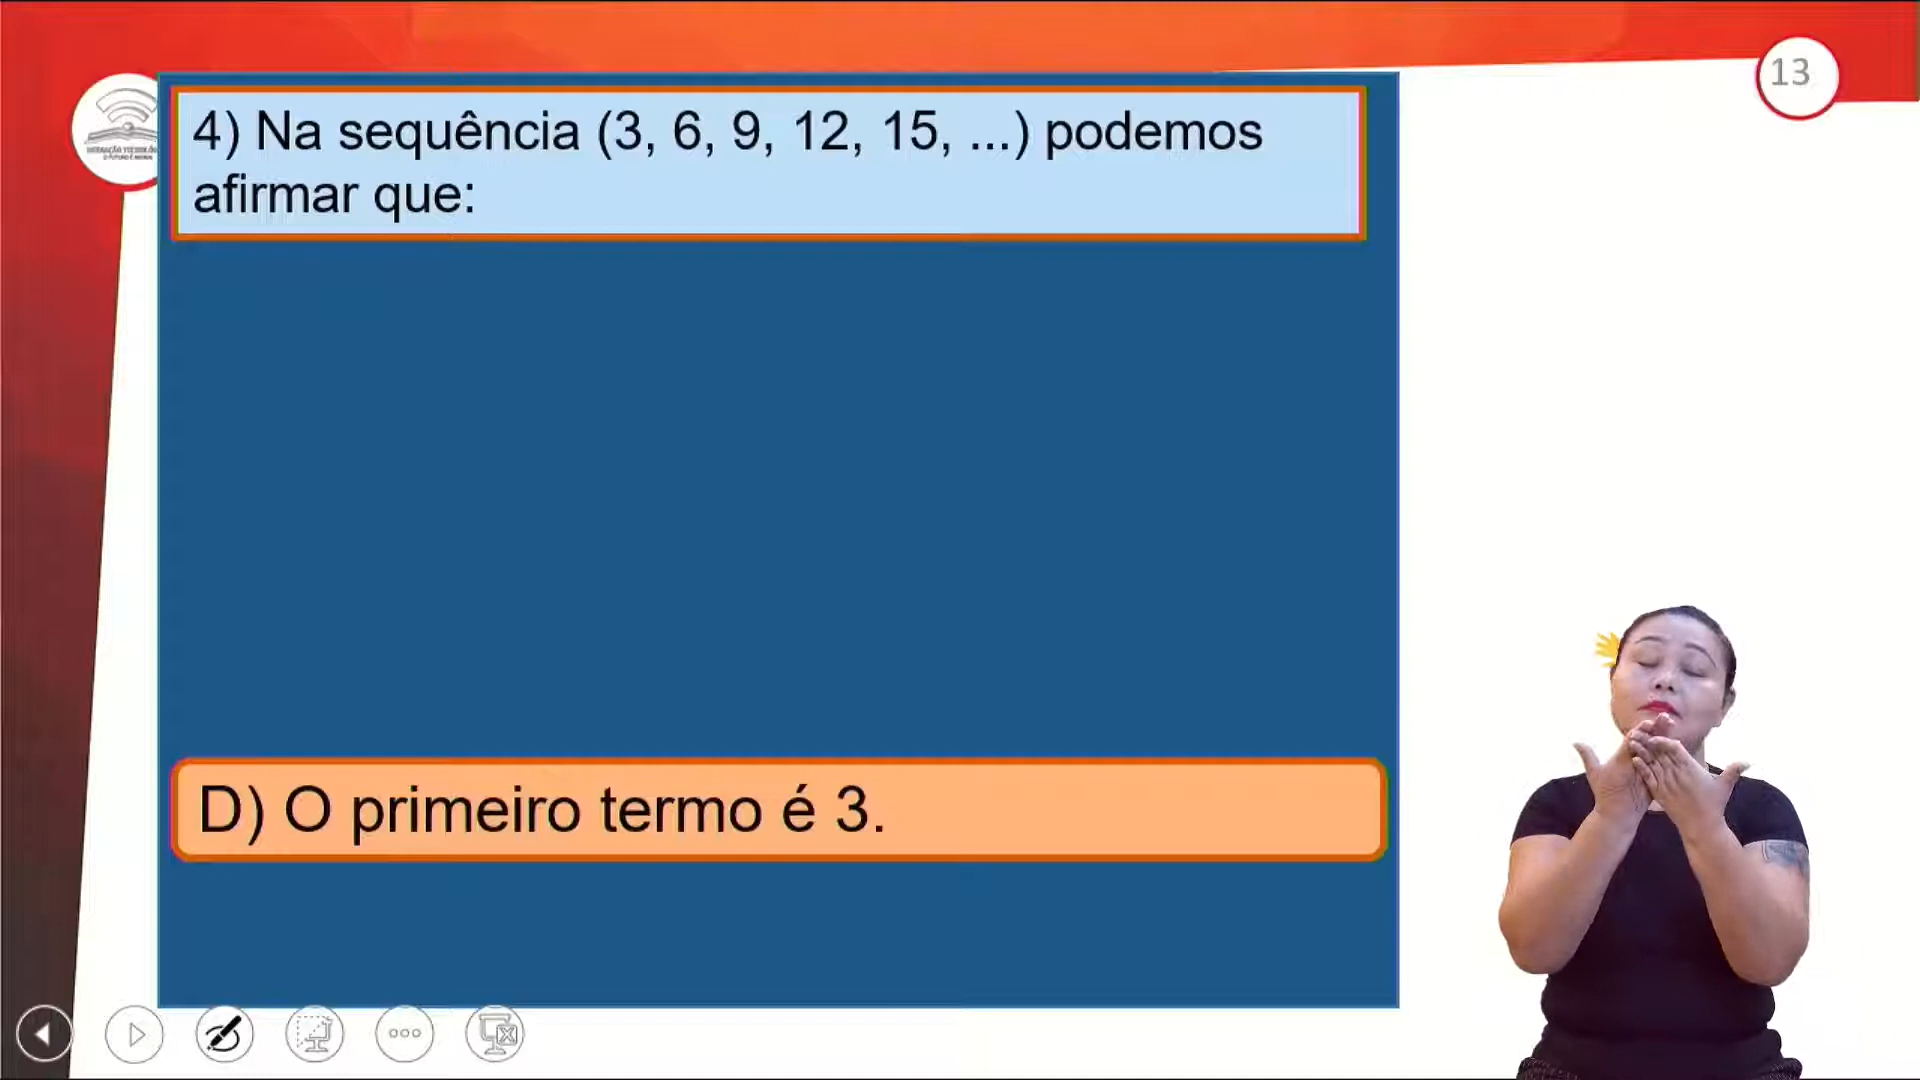 13
4) Na sequência (3, 6, 9, 12, 15, ...) podemos
afirmar que:
D) O primeiro termo é 3.